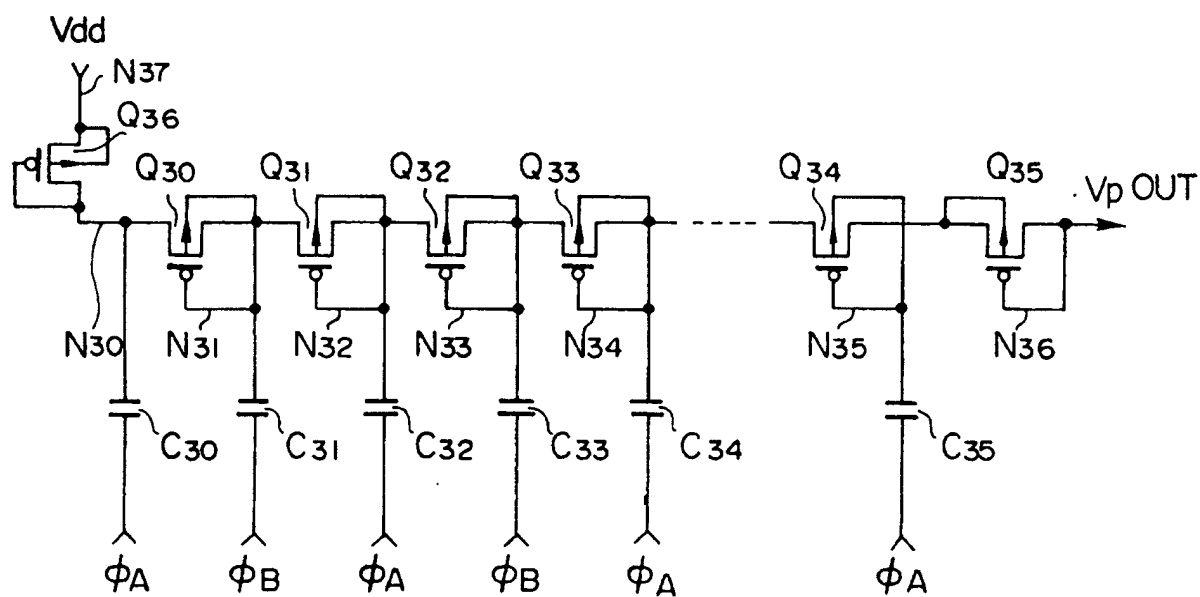 Vdd
N37
Q36
Q30 Q31 Q32 Q33 Q34 Q35 Vp OUT
N30 N31 N32 N33 N34 N35 N36
C30 C31 C32 C33 C34 C35
ϕA ϕB ϕA ϕB ϕA ϕA